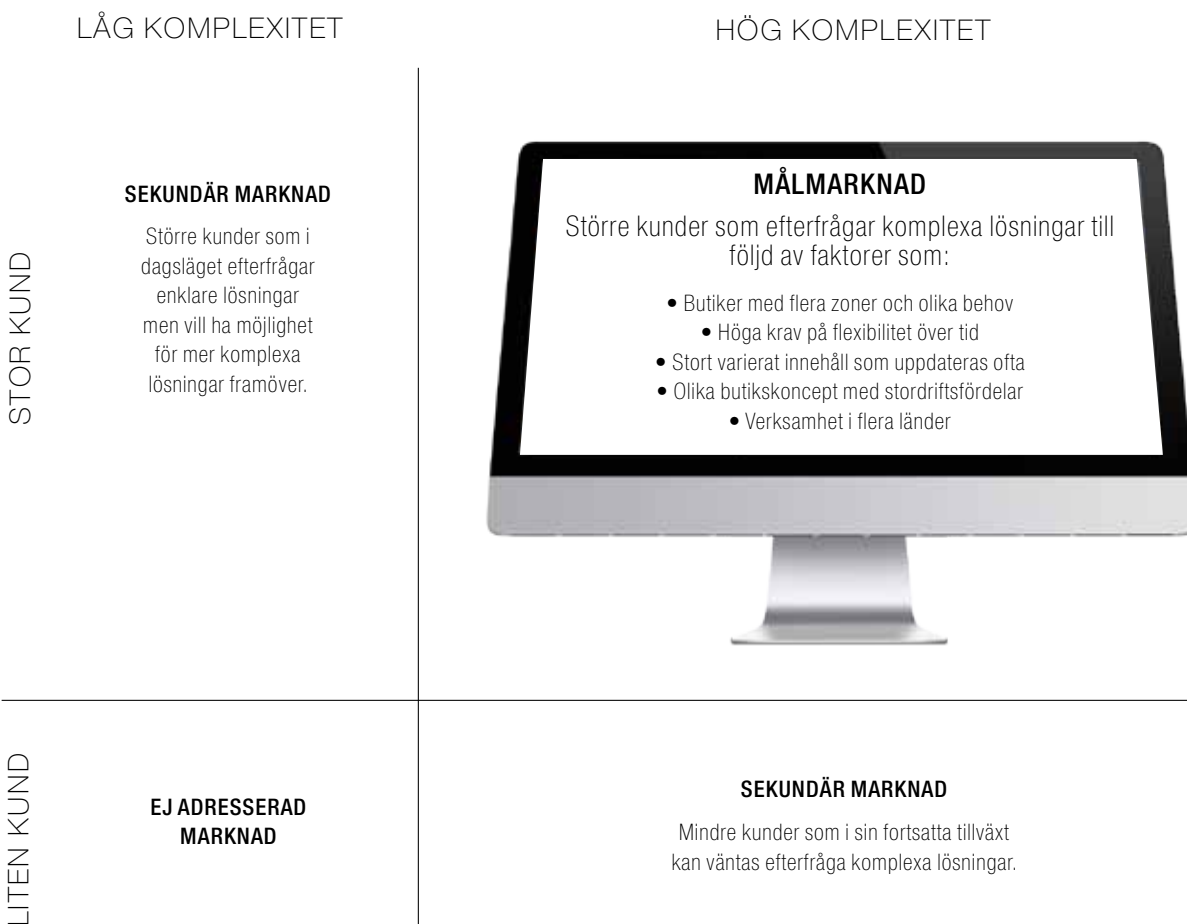 LÅG KOMPLEXITET
HÖG KOMPLEXITET
STOR KUND
SEKUNDÄR MARKNAD
Större kunder som i
dagsläget efterfrågar
enklare lösningar
men vill ha möjlighet
för mer komplexa
lösningar framöver.
MÅLMARKNAD
Större kunder som efterfrågar komplexa lösningar till
följd av faktorer som:
• Butiker med flera zoner och olika behov
• Höga krav på flexibilitet över tid
• Stort varierat innehåll som uppdateras ofta
• Olika butikskoncept med stordriftsfördelar
• Verksamhet i flera länder
LITEN KUND
EJ ADRESSERAD
MARKNAD
SEKUNDÄR MARKNAD
Mindre kunder som i sin fortsatta tillväxt
kan väntas efterfråga komplexa lösningar.